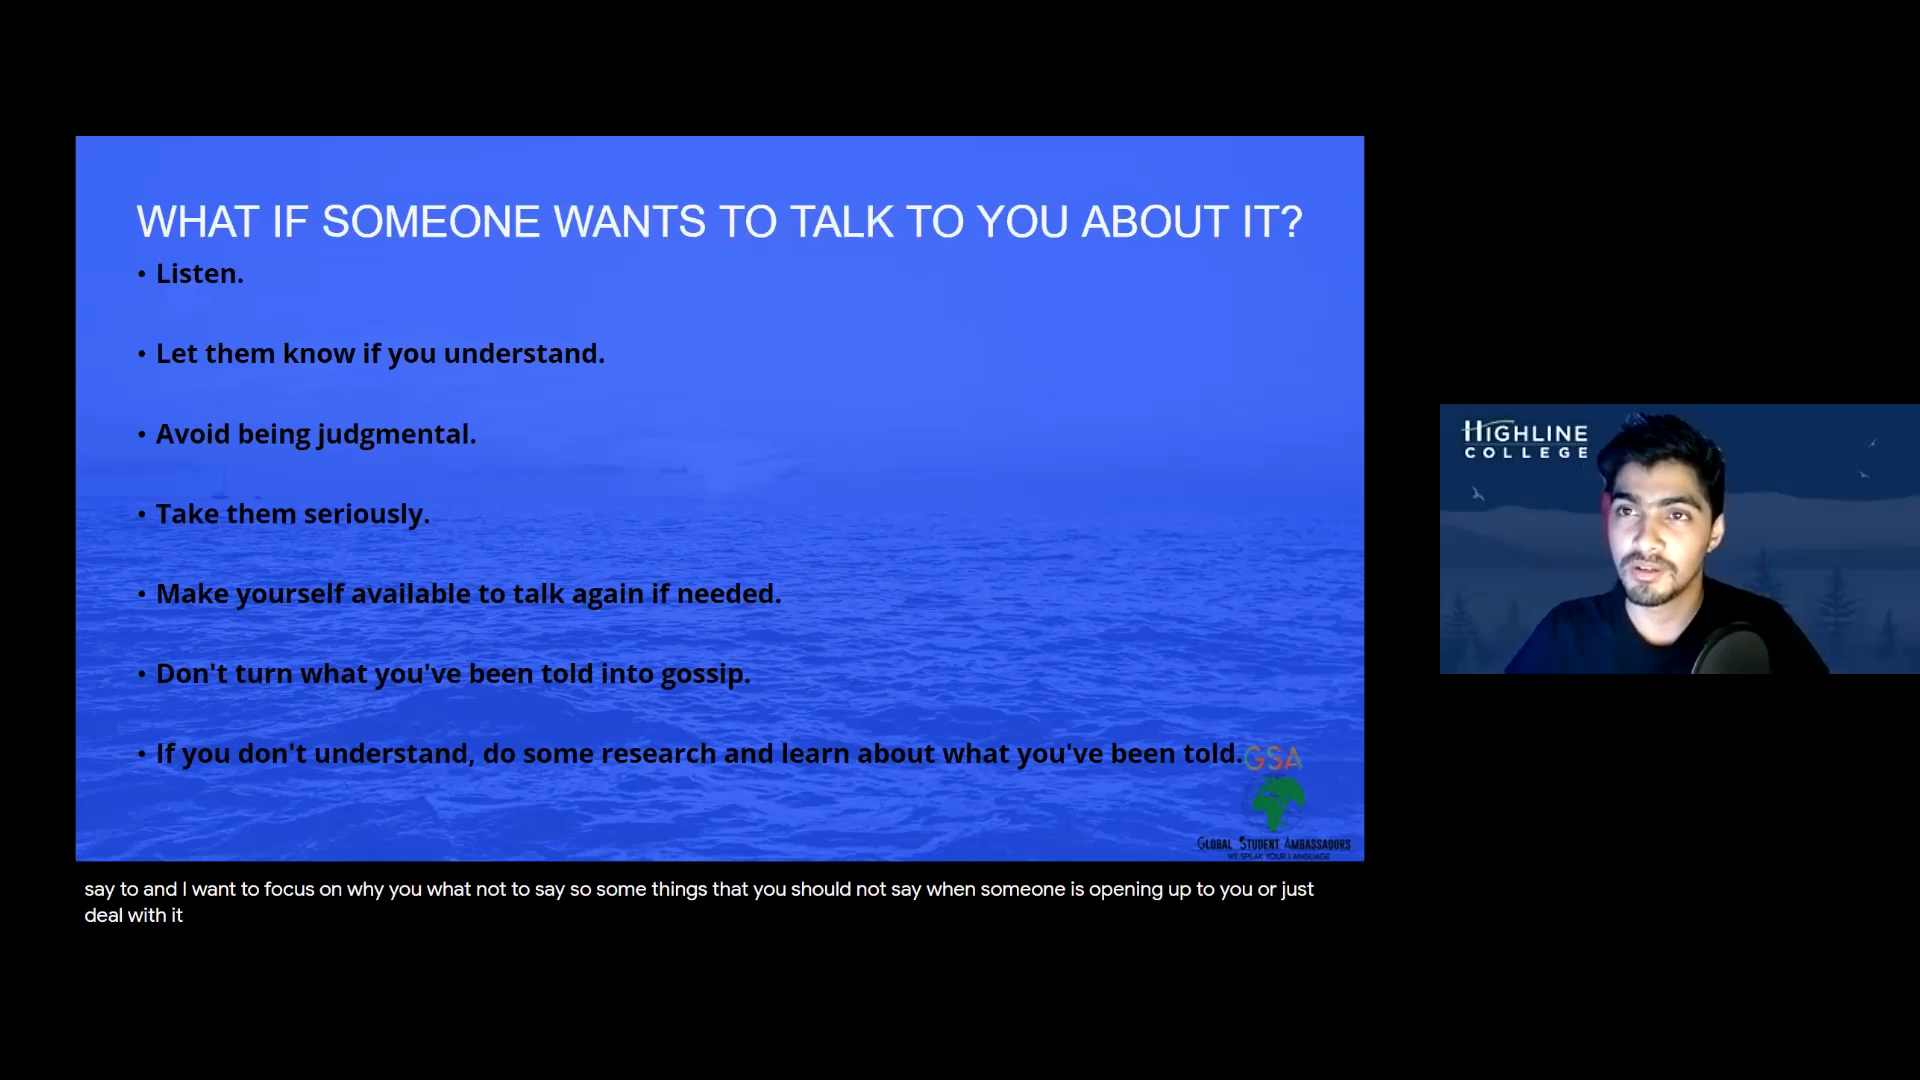 WHAT IF SOMEONE WANTS TO TALK TO YOU ABOUT IT?
• Listen.
• Let them know if you understand.
• Avoid being judgmental.
• Take them seriously.
• Make yourself available to talk again if needed.
• Don't turn what you've been told into gossip.
• If you don't understand, do some research and learn about what you've been told.
GSA
GLOBAL STUDENT AMBASSADORS
WE SPEAK YOUR LANGUAGE
HIGHLINE
COLLEGE
say to and I want to focus on why you what not to say so some things that you should not say when someone is opening up to you or just
deal with it